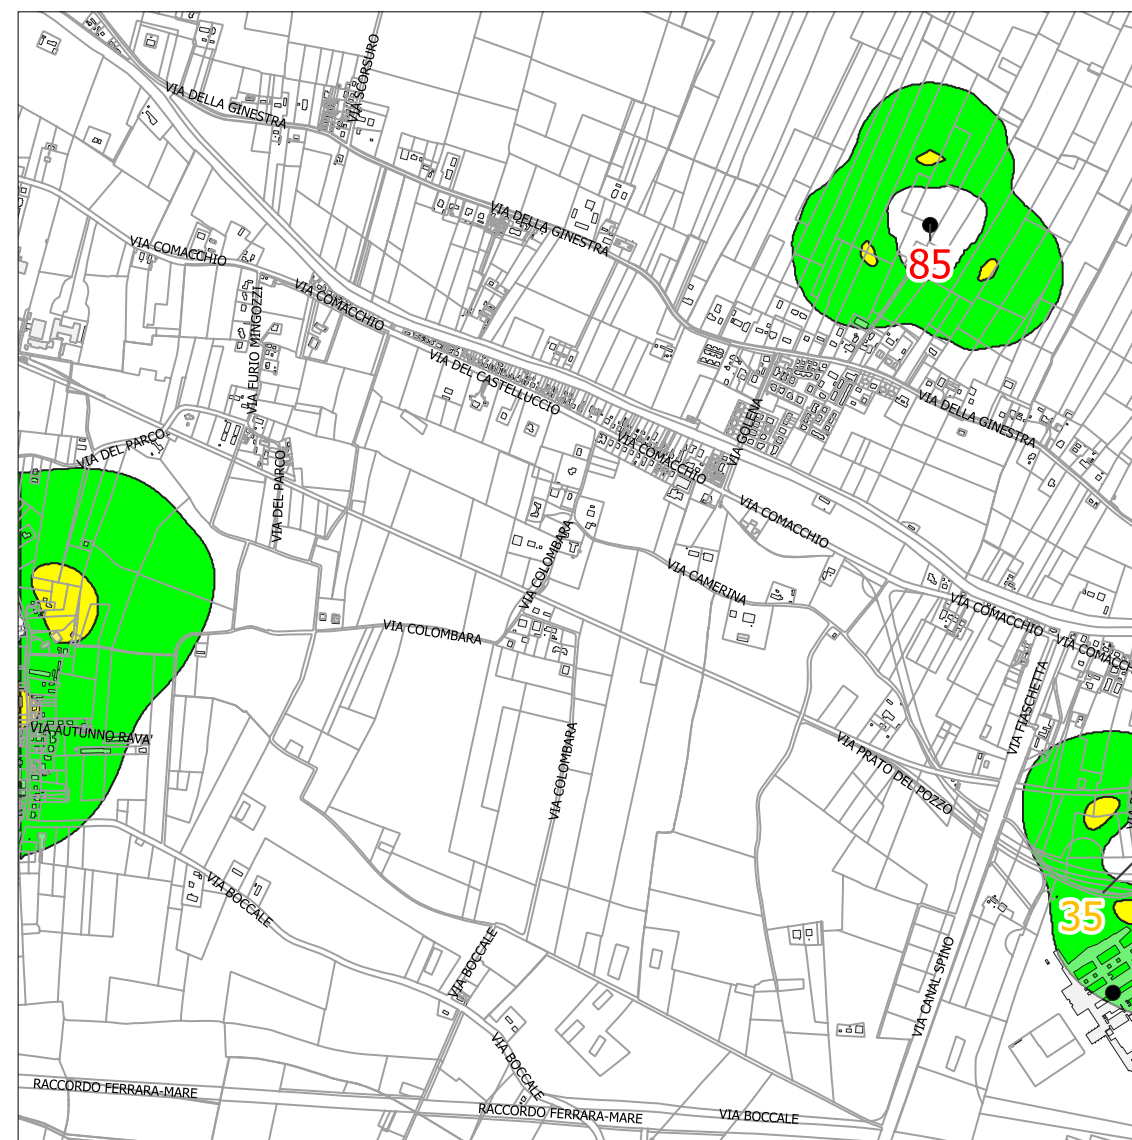 VIA SCORSURO
VIA DELLA GINESTRA
VIA DELLA GINESTRA
VIA COMACCHIO
85
VIA COMACCHIO
VIA FURIO MINGOZZI
VIA DEL CASTELLUCCIO
VIA GOLENA
VIA DELLA GINESTRA
VIA COMACCHIO
VIA DEL PARCO
VIA DEL PARCO
VIA COMACCHIO
VIA COLOMBARA
VIA CAMERINA
VIA COMACCHIO
VIA COLOMBARA
VIA COMACCH
VIA FIASCHETTA
VIA AUTUNNO RAVA'
VIA COLOMBARA
VIA PRATO DEL POZZO
VIA BOCCALE
35
VIA BOCCALE
VIA CANAL SPINO
VIA BOCCALE
RACCORDO FERRARA-MARE
RACCORDO FERRARA-MARE
VIA BOCCALE